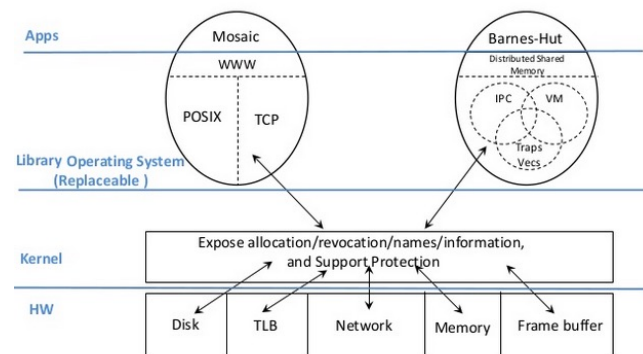 Apps
Mosaic
Barnes-Hut
WWW
Distributed Shared
Memory
POSIX
TCP
IPC
VM
Traps
Vecs
Library Operating System
(Replaceable )
Expose allocation/revocation/names/information,
and Support Protection
Kernel
HW
Disk
TLB
Network
Memory
Frame buffer